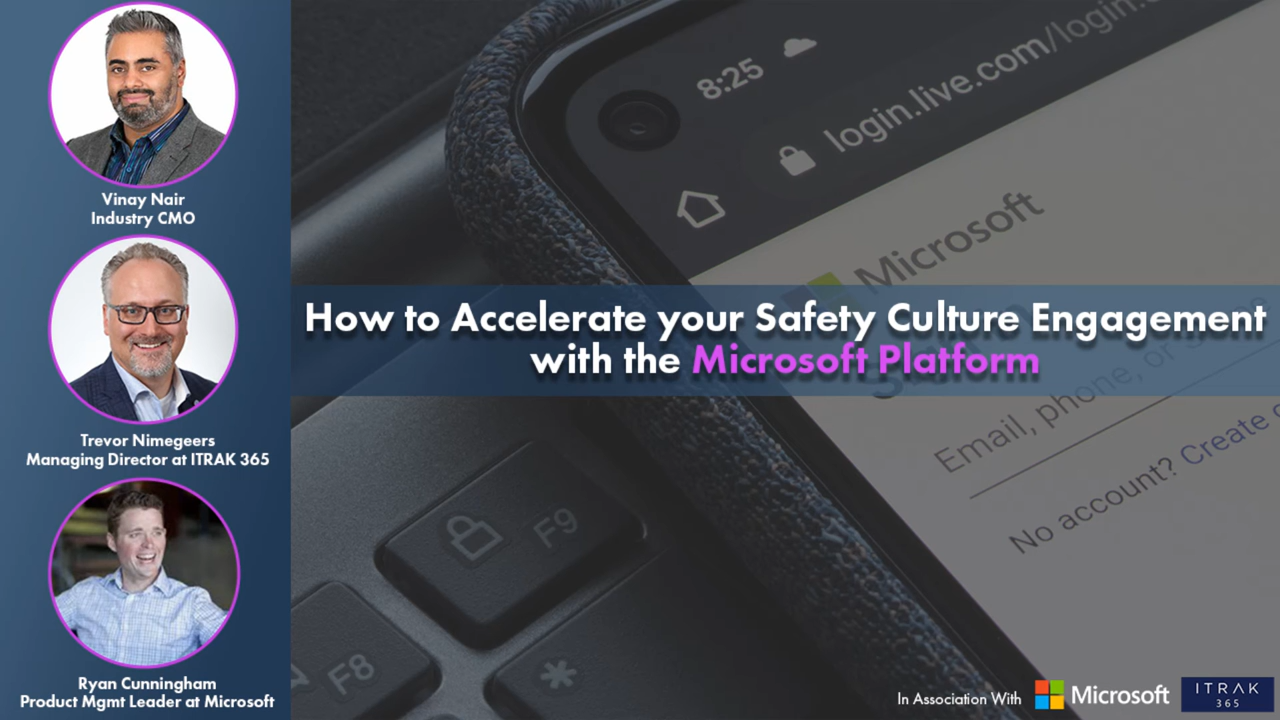 Vinay Nair
Industry CMO
Trevor Nimegeers
Managing Director at ITRAK 365
Ryan Cunningham
Product Mgmt Leader at Microsoft
8:25
login.live.com/login.
Microsoft
How to Accelerate your Safety Culture Engagement
with the Microsoft Platform
Email, phone, or
No account? Create
F9
F8
*
In Association With
Microsoft
ITRAK
365